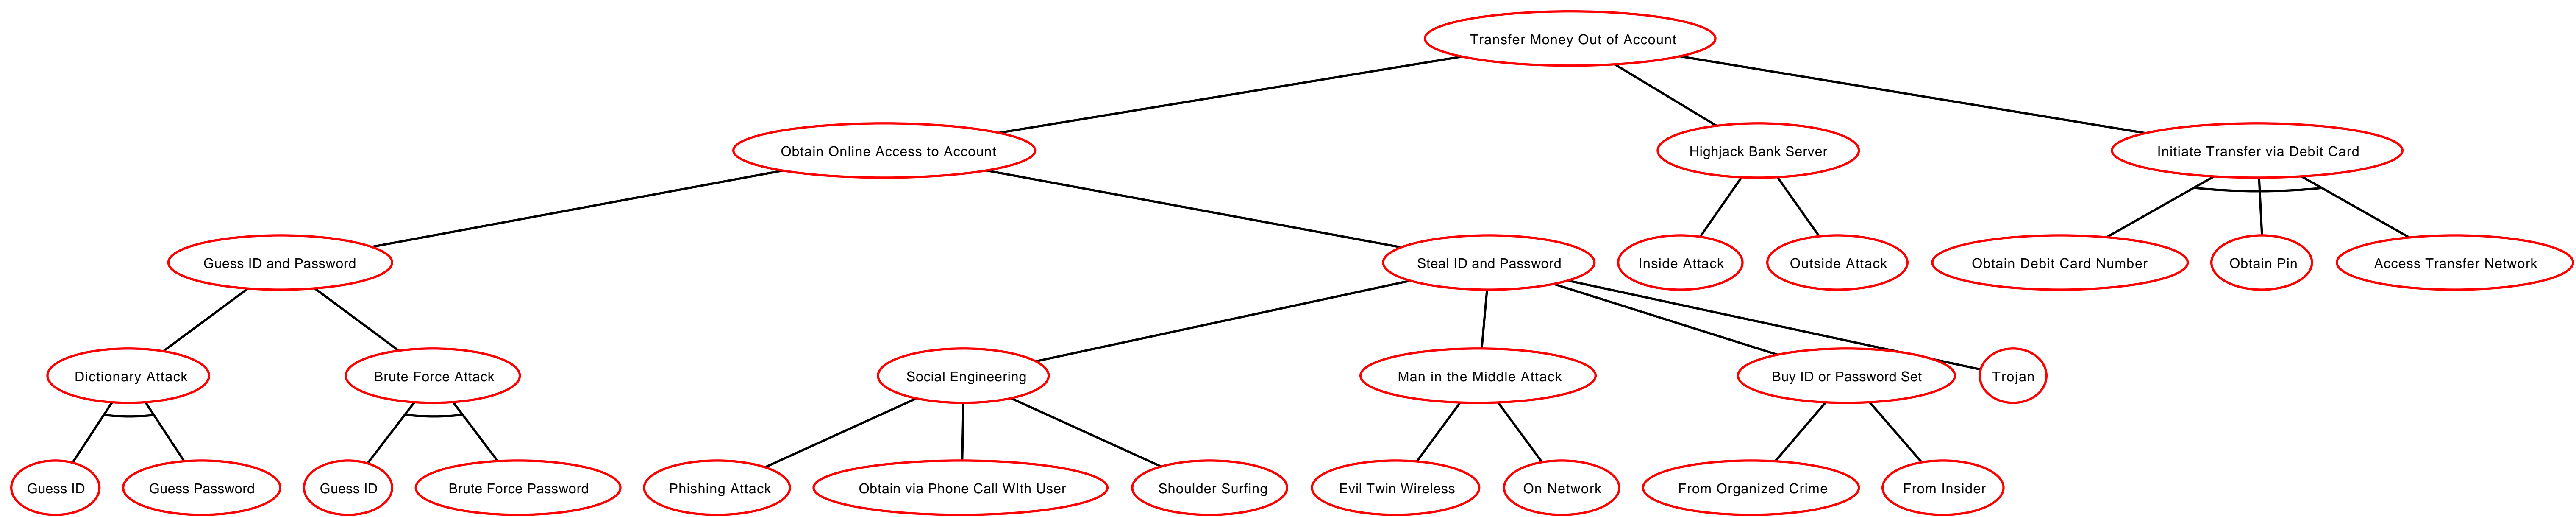 Transfer Money Out of Account
Obtain Online Access to Account
Highjack Bank Server
Initiate Transfer via Debit Card
Guess ID and Password
Steal ID and Password
Inside Attack
Outside Attack
Obtain Debit Card Number
Obtain Pin
Access Transfer Network
Dictionary Attack
Brute Force Attack
Social Engineering
Man in the Middle Attack
Buy ID or Password Set
Trojan
Guess ID
Guess Password
Guess ID
Brute Force Password
Phishing Attack
Obtain via Phone Call WIth User
Shoulder Surfing
Evil Twin Wireless
On Network
From Organized Crime
From Insider